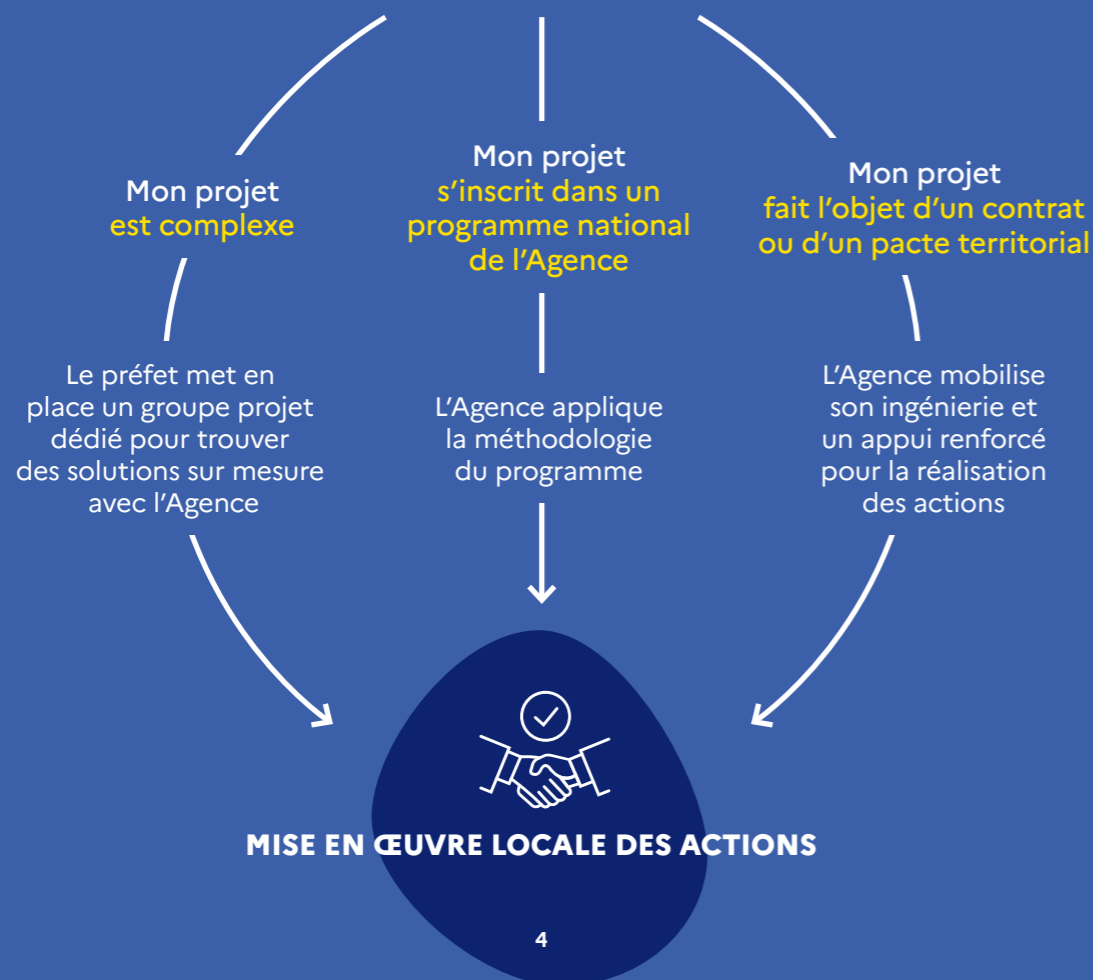 Mon projet
est complexe
Mon projet
s’inscrit dans un
programme national
de l’Agence
Mon projet
fait l’objet d’un contrat
ou d’un pacte territorial
Le préfet met en
place un groupe projet
dédié pour trouver
des solutions sur mesure
avec l’Agence
L’Agence applique
la méthodologie
du programme
L’Agence mobilise
son ingénierie et
un appui renforcé
pour la réalisation
des actions
MISE EN ŒUVRE LOCALE DES ACTIONS
4